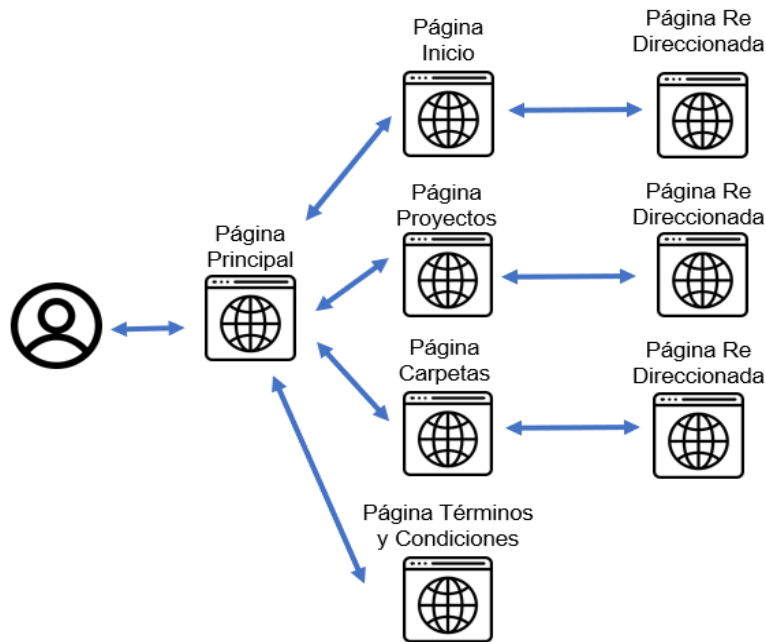 Página
Inicio
Página Re
Direccionada
Página
Proyectos
Página Re
Direccionada
Página
Principal
Página
Carpetas
Página Re
Direccionada
Página Términos
y Condiciones